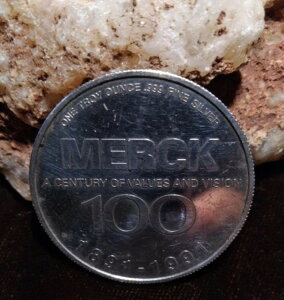 ONE TROY OUNCE .999 FINE SILVER
MERCK
A CENTURY OF VALUES AND VISION
100
1891-1991